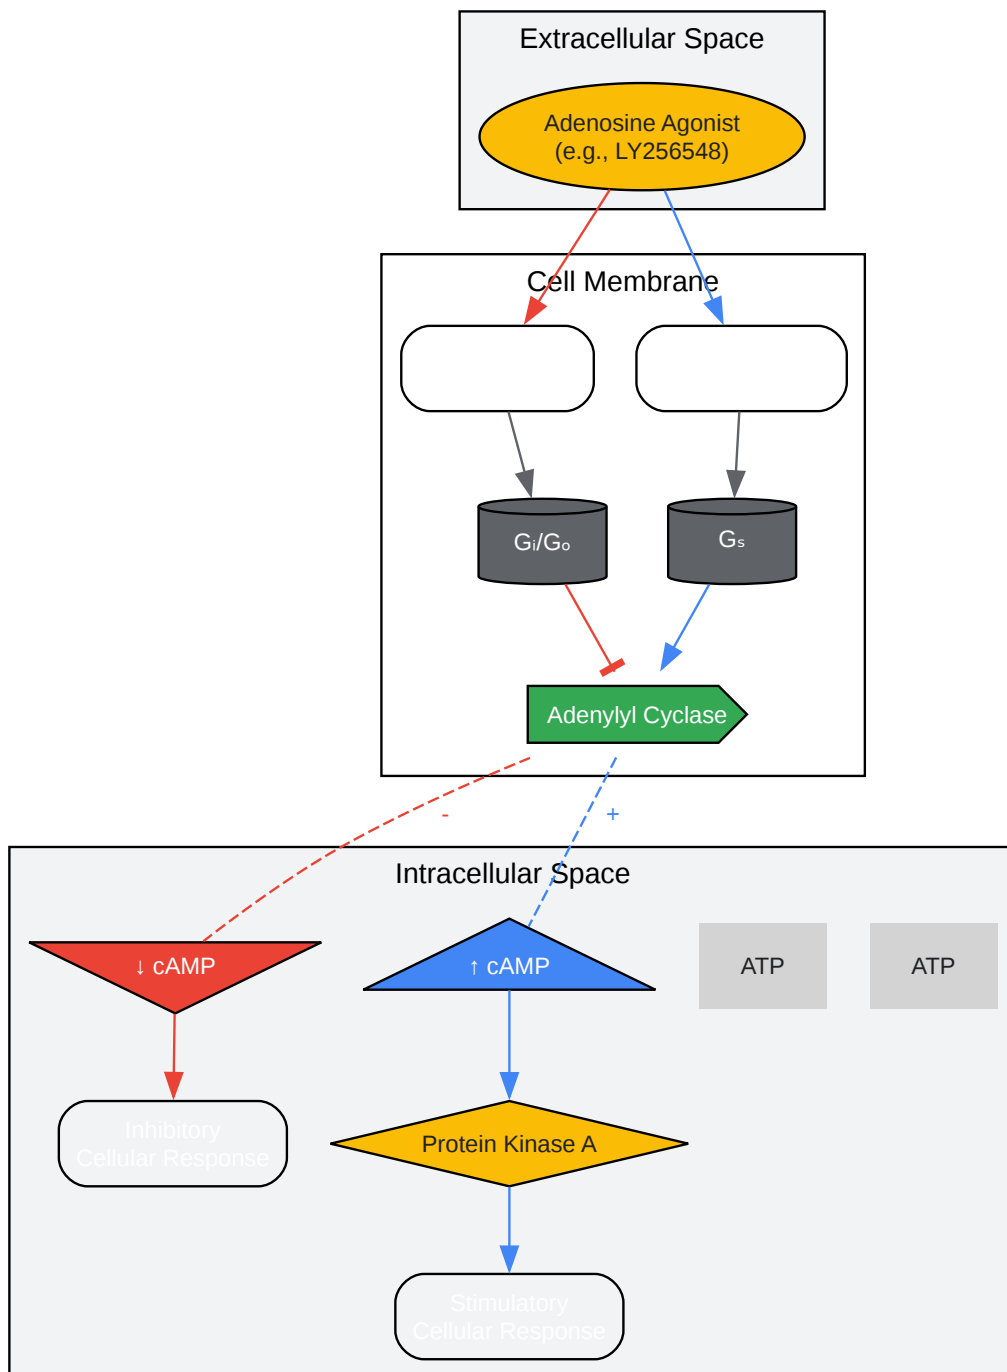 Extracellular Space
Adenosine Agonist
(e.g., LY256548)
Cell Membrane
Gᵢ/Gₒ
Gₛ
Adenylyl Cyclase
-
+
Intracellular Space
↓ cAMP
↑ cAMP
ATP
ATP
Inhibitory
Cellular Response
Protein Kinase A
Stimulatory
Cellular Response